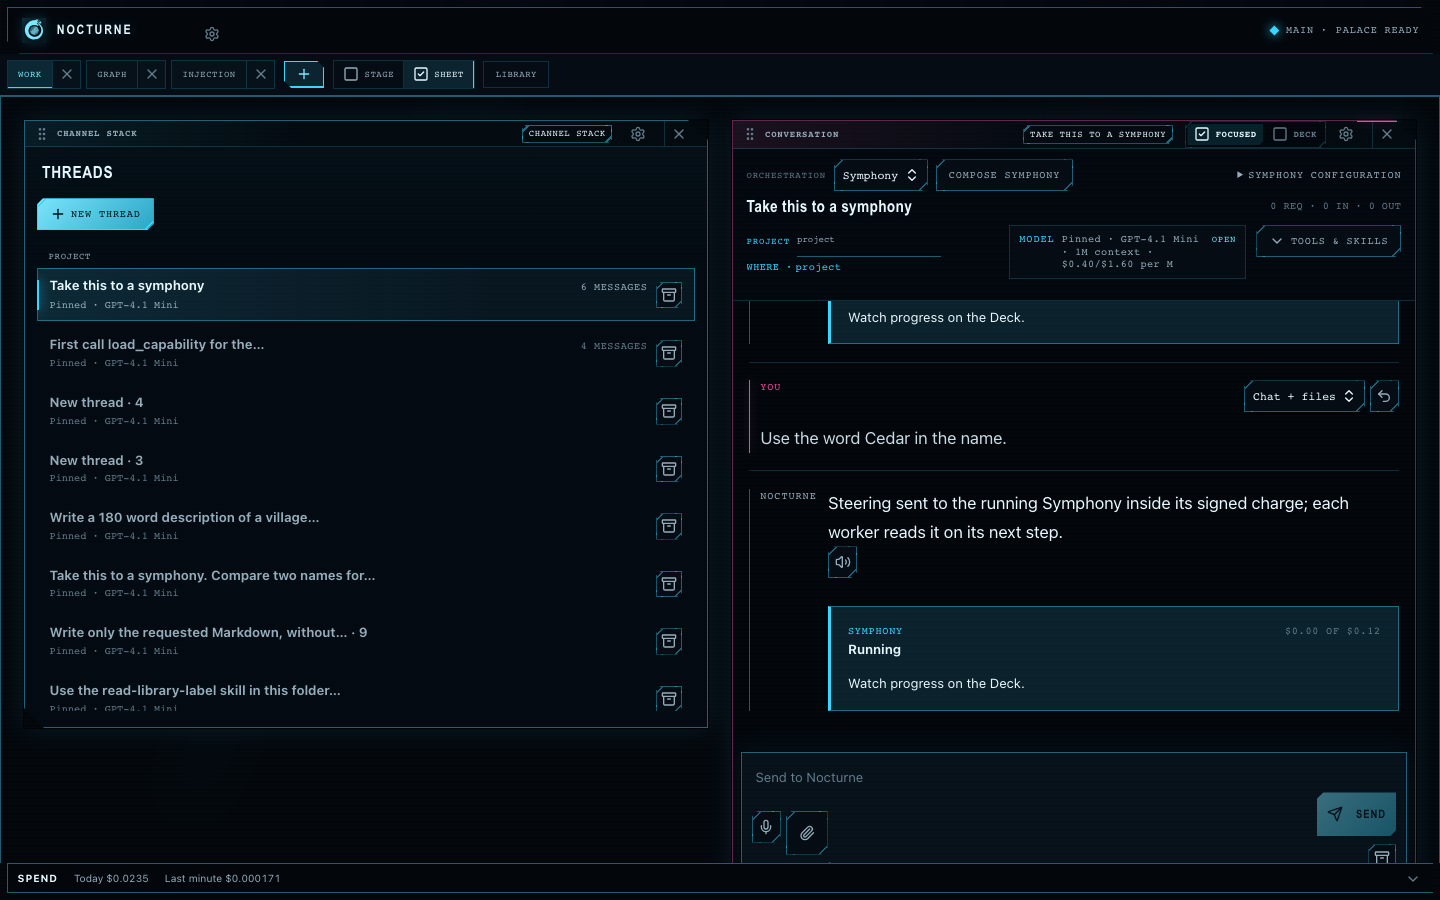 NOCTURNE
MAIN · PALACE READY
WORK
GRAPH
INJECTION
STAGE
SHEET
LIBRARY
CHANNEL STACK
CHANNEL STACK
THREADS
NEW THREAD
PROJECT
Take this to a symphony
6 MESSAGES
Pinned · GPT-4.1 Mini
First call load_capability for the...
4 MESSAGES
Pinned · GPT-4.1 Mini
New thread · 4
Pinned · GPT-4.1 Mini
New thread · 3
Pinned · GPT-4.1 Mini
Write a 180 word description of a village...
Pinned · GPT-4.1 Mini
Take this to a symphony. Compare two names for...
Pinned · GPT-4.1 Mini
Write only the requested Markdown, without... · 9
Pinned · GPT-4.1 Mini
Use the read-library-label skill in this folder...
Pinned · GPT-4.1 Mini
CONVERSATION
TAKE THIS TO A SYMPHONY
FOCUSED
DECK
ORCHESTRATION
Symphony
COMPOSE SYMPHONY
SYMPHONY CONFIGURATION
Take this to a symphony
0 REQ · 0 IN · 0 OUT
PROJECT project
WHERE · project
MODEL Pinned · GPT-4.1 Mini OPEN
· 1M context ·
$0.40/$1.60 per M
TOOLS & SKILLS
Watch progress on the Deck.
YOU
Chat + files
Use the word Cedar in the name.
NOCTURNE
Steering sent to the running Symphony inside its signed charge; each
worker reads it on its next step.
SYMPHONY
$0.00 OF $0.12
Running
Watch progress on the Deck.
Send to Nocturne
SEND
SPEND
Today $0.0235
Last minute $0.000171